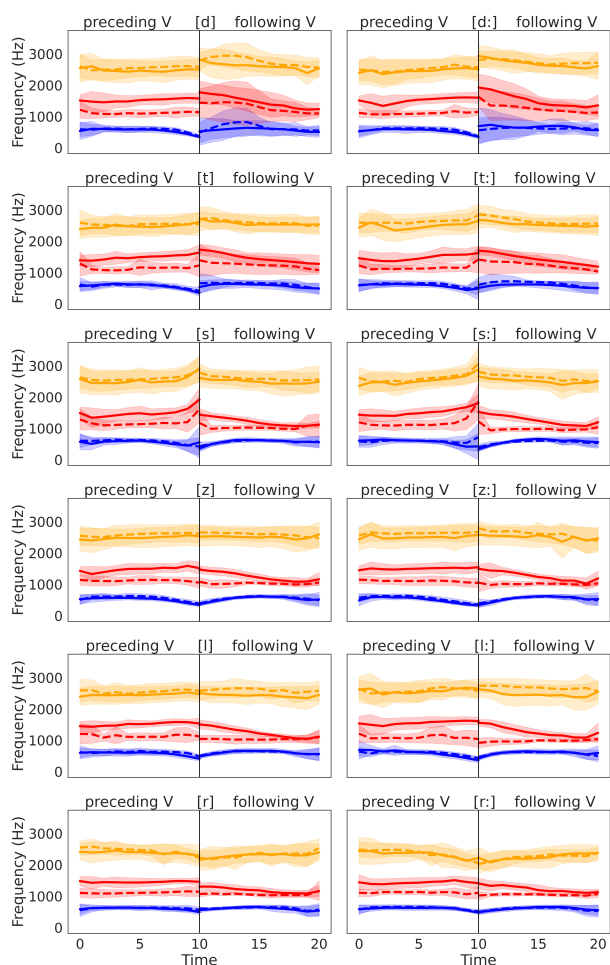 preceding V [d] following V
preceding V [d:] following V
Frequency (Hz)
3000
2000
1000
0
preceding V [t] following V
preceding V [t:] following V
Frequency (Hz)
3000
2000
1000
0
preceding V [s] following V
preceding V [s:] following V
Frequency (Hz)
3000
2000
1000
0
preceding V [z] following V
preceding V [z:] following V
Frequency (Hz)
3000
2000
1000
0
preceding V [l] following V
preceding V [l:] following V
Frequency (Hz)
3000
2000
1000
0
preceding V [r] following V
preceding V [r:] following V
Frequency (Hz)
3000
2000
1000
0
0 5 10 15 20
0 5 10 15 20
Time
Time